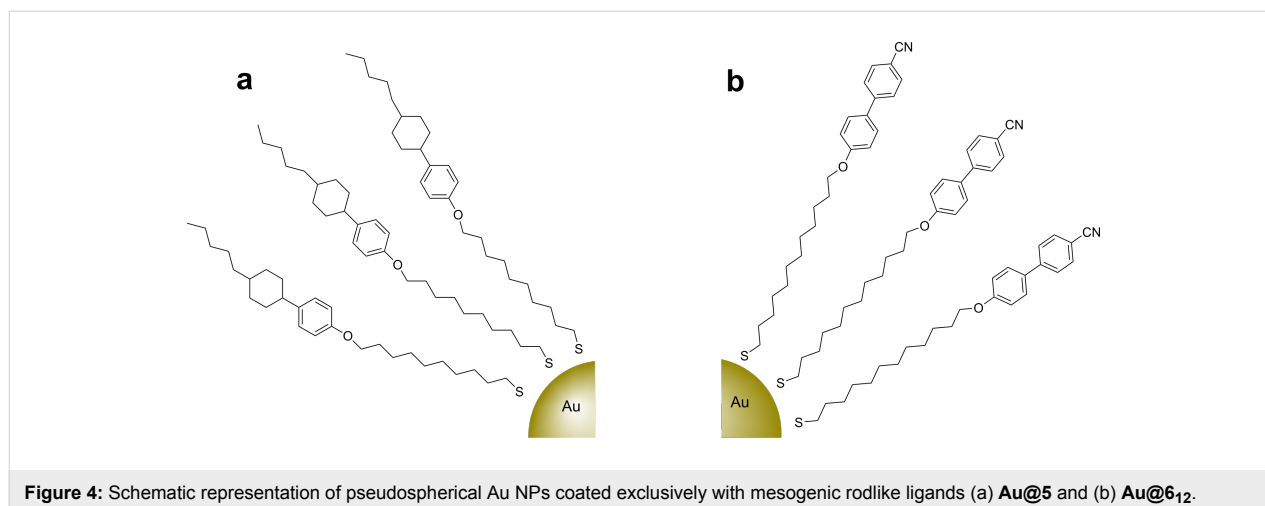 a
b
CN
CN
CN
O
O
O
O
O
O
S
S
S
S
S
S
Au
Au
Figure 4: Schematic representation of pseudospherical Au NPs coated exclusively with mesogenic rodlike ligands (a) Au@5 and (b) Au@6₁₂.